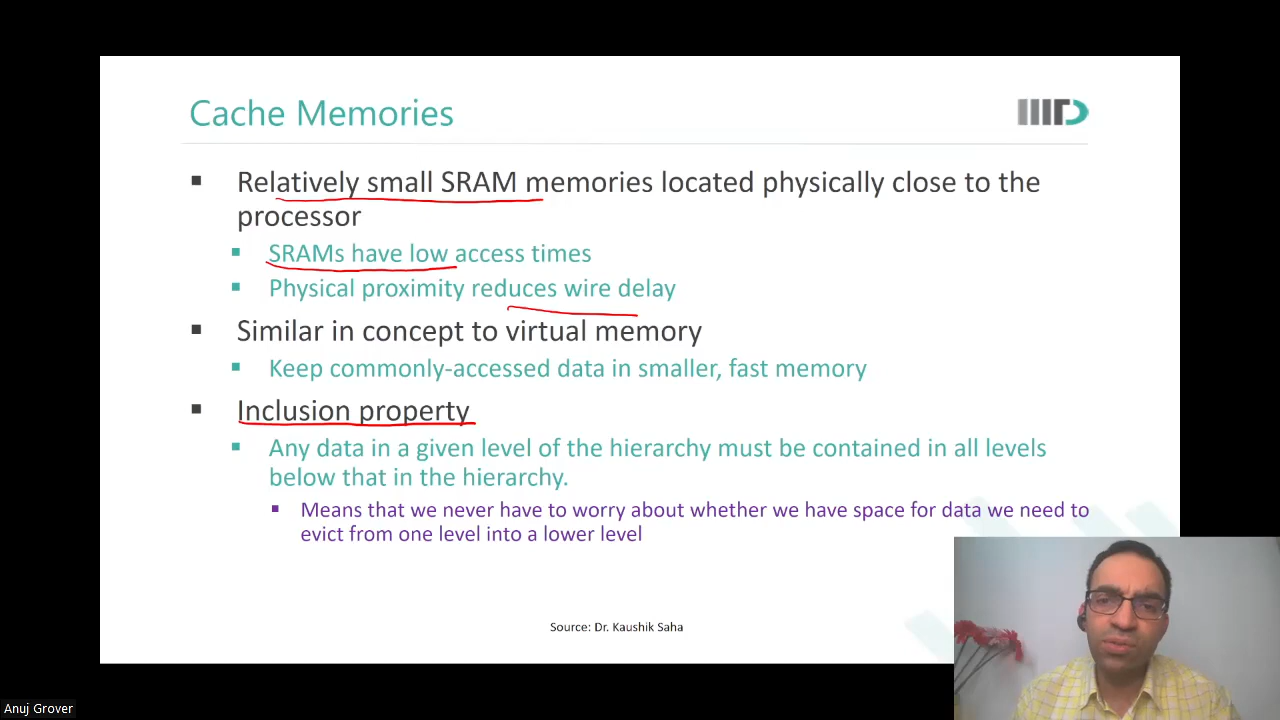 Cache Memories
IIITD
Relatively small SRAM memories located physically close to the
processor
SRAMs have low access times
Physical proximity reduces wire delay
Similar in concept to virtual memory
Keep commonly-accessed data in smaller, fast memory
Inclusion property
Any data in a given level of the hierarchy must be contained in all levels
below that in the hierarchy.
Means that we never have to worry about whether we have space for data we need to
evict from one level into a lower level
Source: Dr. Kaushik Saha
Anuj Grover